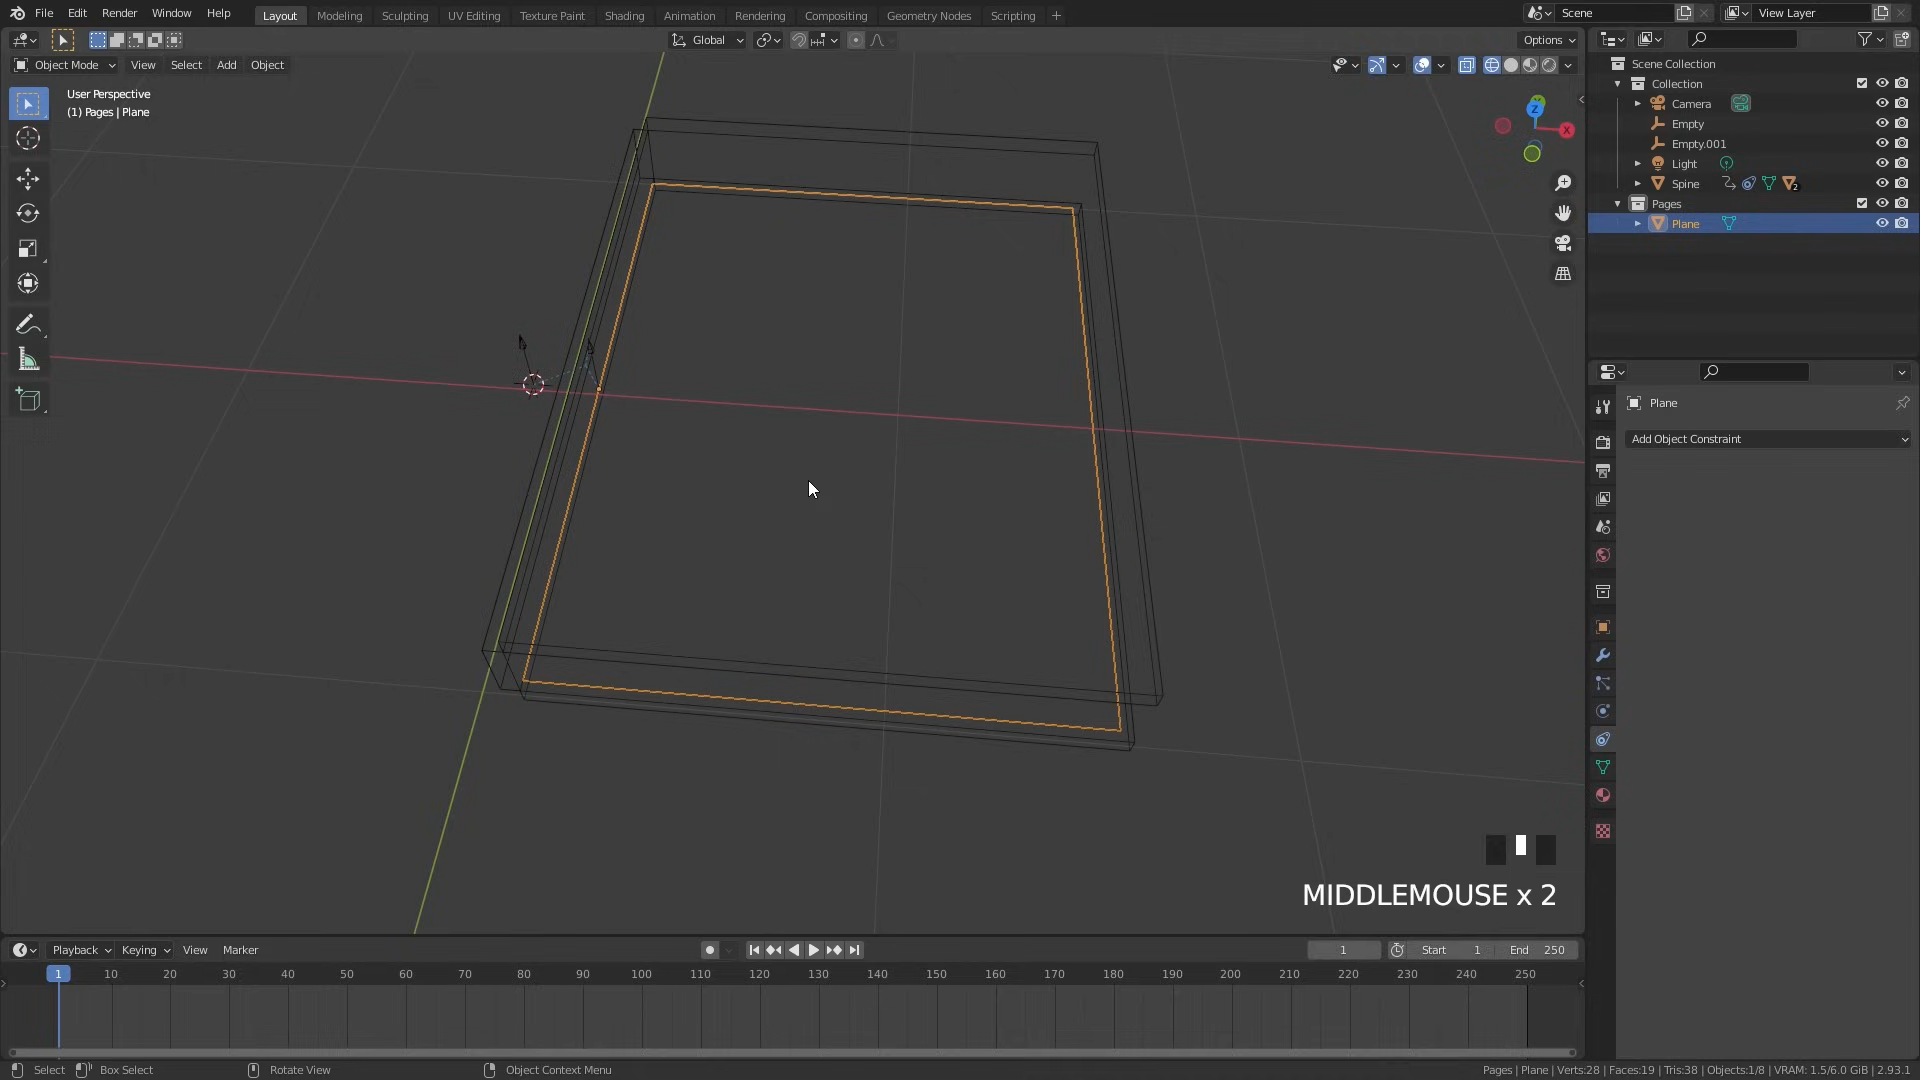 File Edit Render Window Help Layout Modeling Sculpting UV Editing Texture Paint Shading Animation Rendering Compositing Geometry Nodes Scripting + Scene View Layer
Global Options
Object Mode View Select Add Object
User Perspective
(1) Pages | Plane
Z
X
Scene Collection
Collection
Camera
Empty
Empty.001
Light
Spine 2
Pages
Plane
Plane
Add Object Constraint
MIDDLEMOUSE x 2
Playback Keying View Marker 1 Start 1 End 250
1 10 20 30 40 50 60 70 80 90 100 110 120 130 140 150 160 170 180 190 200 210 220 230 240 250
Select Box Select Rotate View Object Context Menu Pages | Plane | Verts:28 | Faces:19 | Tris:38 | Objects:1/8 | VRAM: 1.5/6.0 GiB | 2.93.1